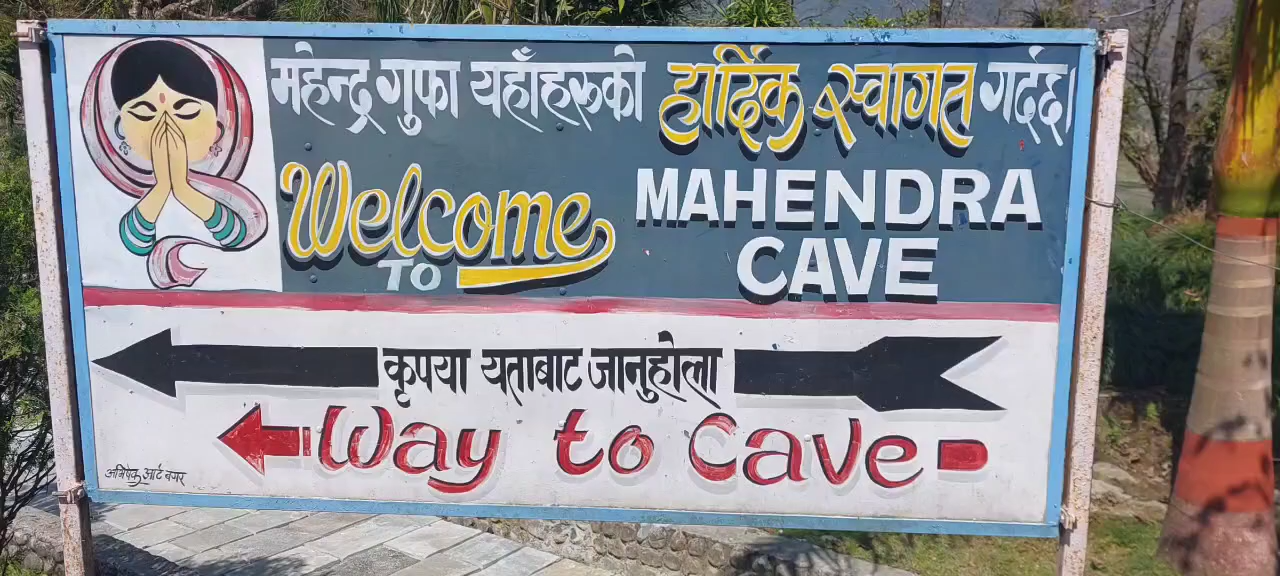 महेन्द्र गुफा यहाँहरुको हार्दिक स्वागत गर्दछ।
Welcome
TO
MAHENDRA
CAVE
कृपया यताबाट जानुहोला
Way to Cave